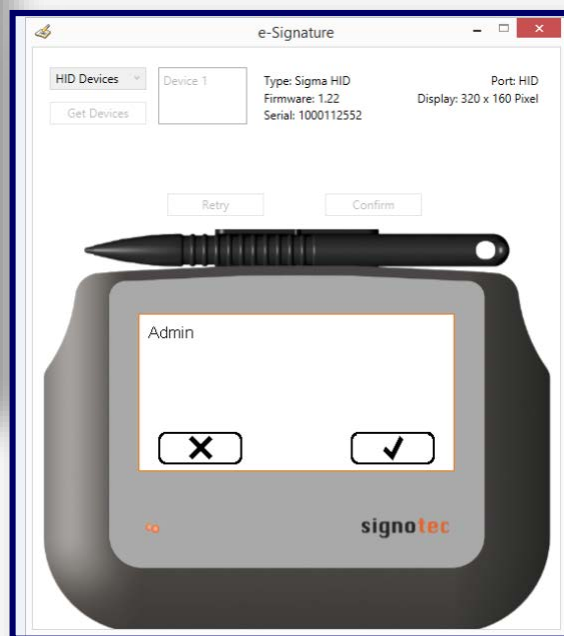 e-Signature
HID Devices
Device 1
Get Devices
Type: Sigma HID
Firmware: 1.22
Serial: 1000112552
Port: HID
Display: 320 x 160 Pixel
Retry
Confirm
Admin
signotec